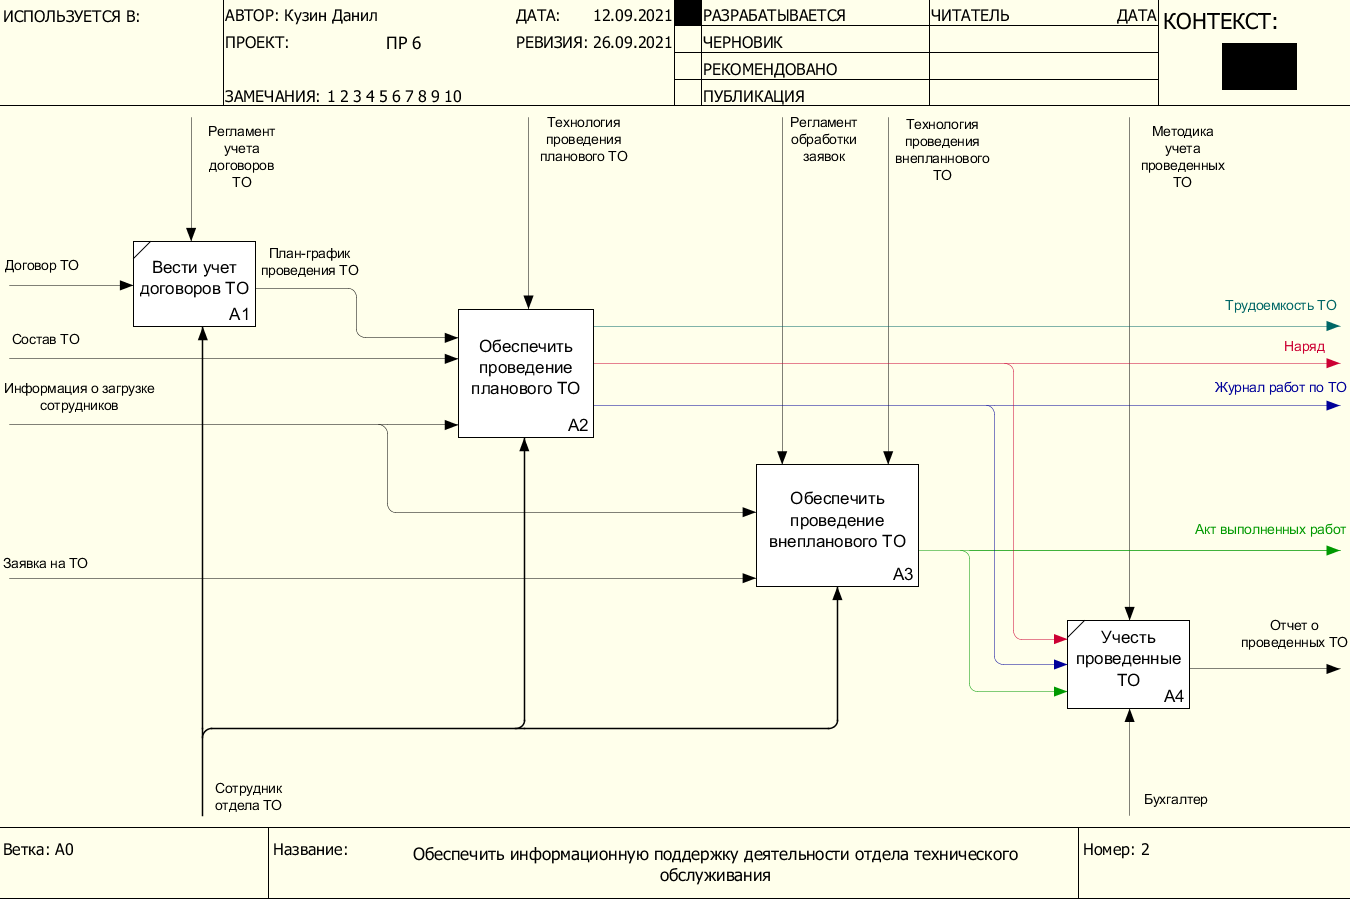 ИСПОЛЬЗУЕТСЯ В:
АВТОР: Кузин Данил
ДАТА: 12.09.2021
ПРОЕКТ: ПР 6
РЕВИЗИЯ: 26.09.2021
ЗАМЕЧАНИЯ: 1 2 3 4 5 6 7 8 9 10
РАЗРАБАТЫВАЕТСЯ
ЧЕРНОВИК
РЕКОМЕНДОВАНО
ПУБЛИКАЦИЯ
ЧИТАТЕЛЬ
ДАТА
КОНТЕКСТ:
Регламент
учета
договоров
ТО
Технология
проведения
планового ТО
Регламент
обработки
заявок
Технология
проведения
внепланнового
ТО
Методика
учета
проведенных
ТО
Договор ТО
Вести учет
договоров ТО
A1
План-график
проведения ТО
Состав ТО
Информация о загрузке
сотрудников
Обеспечить
проведение
планового ТО
A2
Трудоемкость ТО
Наряд
Журнал работ по ТО
Обеспечить
проведение
внепланового ТО
A3
Акт выполненных работ
Заявка на ТО
Учесть
проведенные
ТО
A4
Отчет о
проведенных ТО
Сотрудник
отдела ТО
Бухгалтер
Ветка: A0
Название:
Обеспечить информационную поддержку деятельности отдела технического
обслуживания
Номер: 2